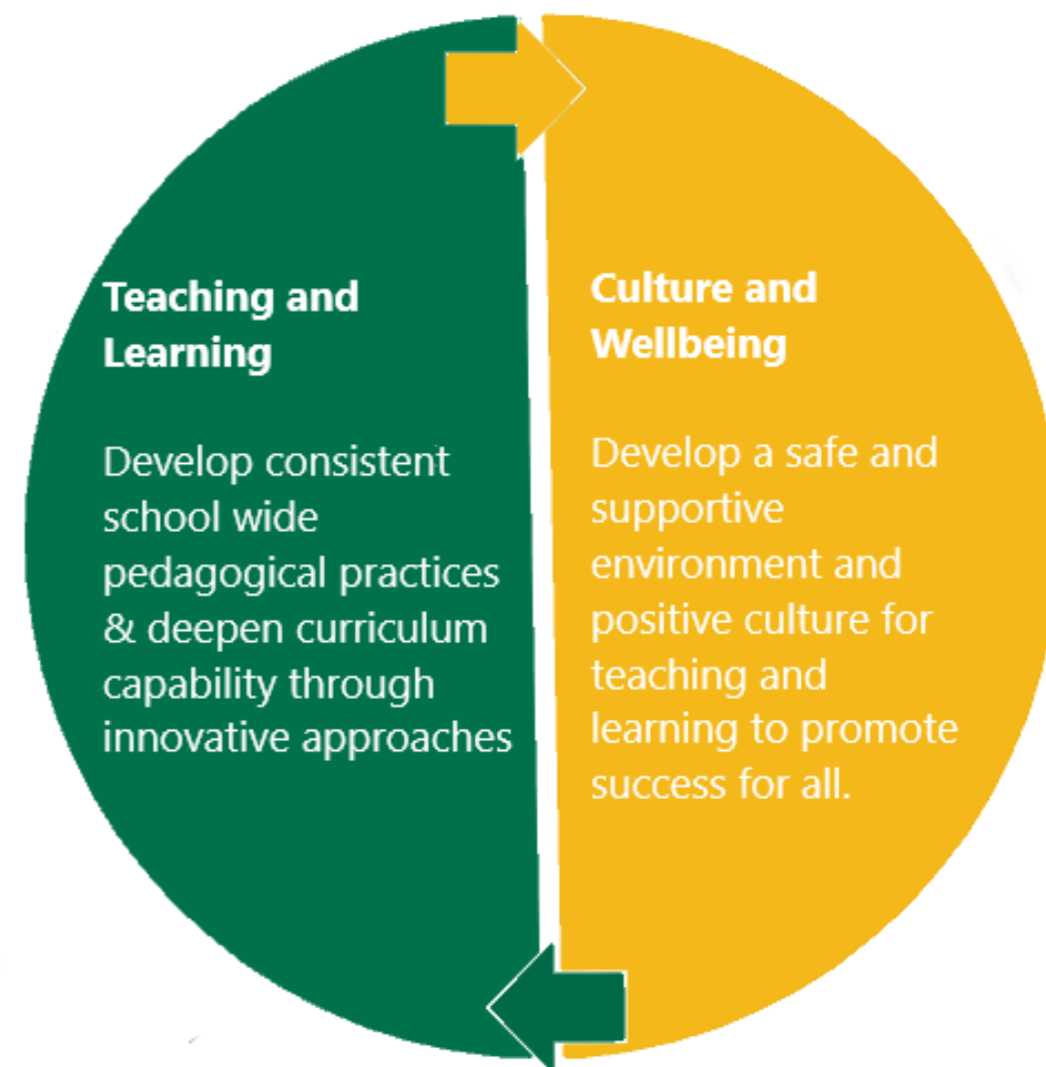 Teaching and
Learning
Develop consistent
school wide
pedagogical practices
& deepen curriculum
capability through
innovative approaches
Culture and
Wellbeing
Develop a safe and
supportive
environment and
positive culture for
teaching and
learning to promote
success for all.